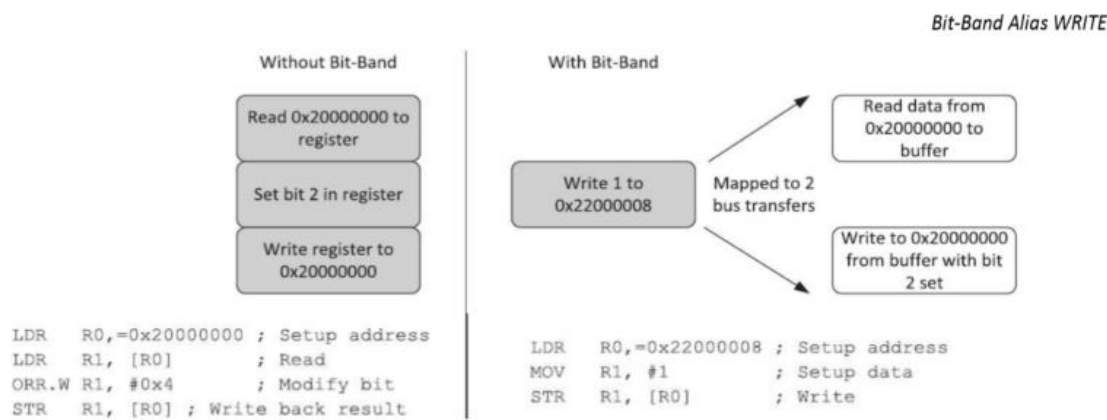 Bit-Band Alias WRITE
Without Bit-Band
Read 0x20000000 to
register
Set bit 2 in register
Write register to
0x20000000
LDR R0,=0x20000000 ; Setup address
LDR R1, [R0] ; Read
ORR.W R1, #0x4 ; Modify bit
STR R1, [R0] ; Write back result
With Bit-Band
Write 1 to
0x22000008
Mapped to 2
bus transfers
Read data from
0x20000000 to
buffer
Write to 0x20000000
from buffer with bit
2 set
LDR R0,=0x22000008 ; Setup address
MOV R1, #1 ; Setup data
STR R1, [R0] ; Write